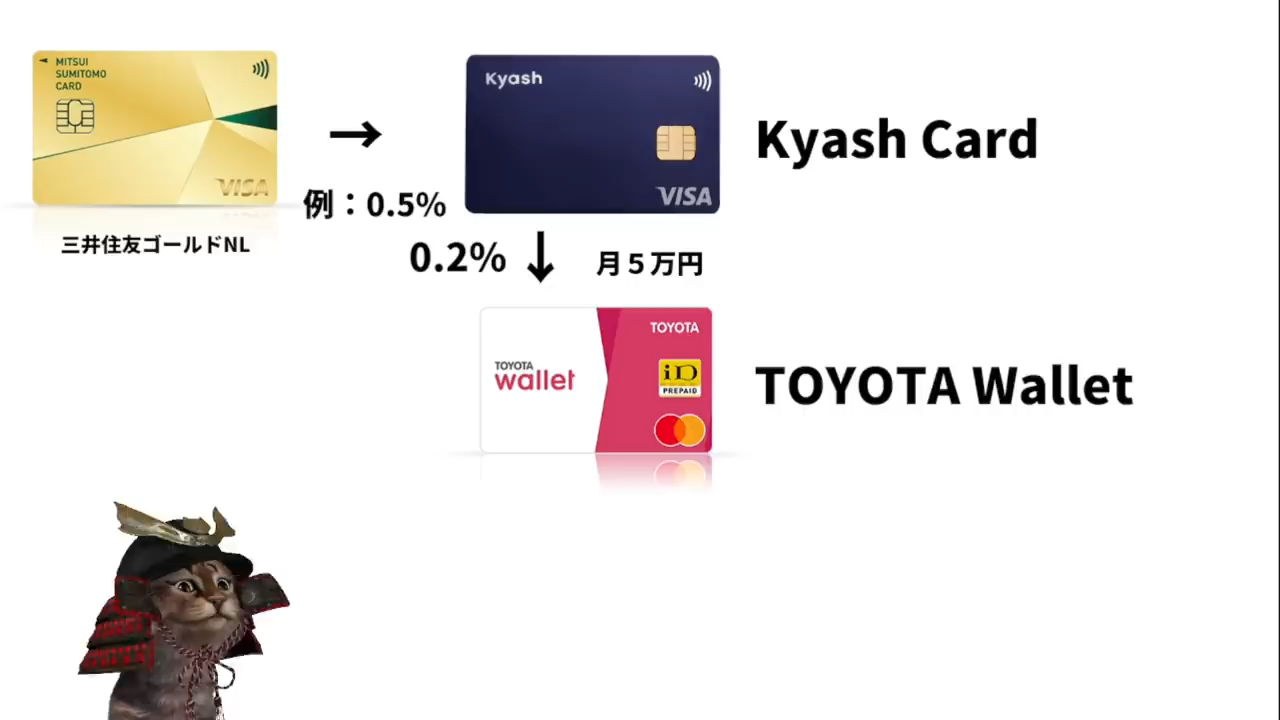 MITSUI
SUMITOMO
CARD
VISA
三井住友ゴールドNL
→
例：0.5%
Kyash
VISA
Kyash Card
0.2%
↓
月５万円
TOYOTA
wallet
TOYOTA
iD
PREPAID
TOYOTA Wallet